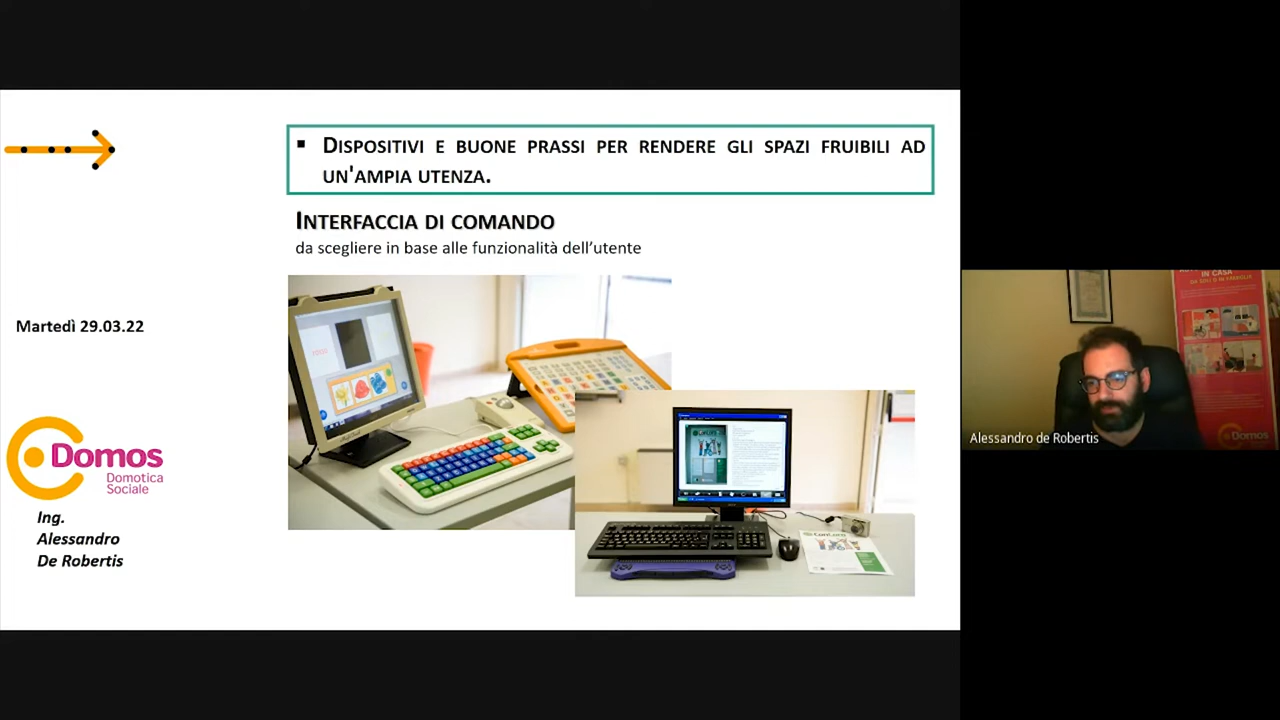 ▪ DISPOSITIVI E BUONE PRASSI PER RENDERE GLI SPAZI FRUIBILI AD
UN'AMPIA UTENZA.
INTERFACCIA DI COMANDO
da scegliere in base alle funzionalità dell'utente
Martedì 29.03.22
Domos
Domotica
Sociale
Ing.
Alessandro
De Robertis
IN CASA
Domos
Alessandro de Robertis